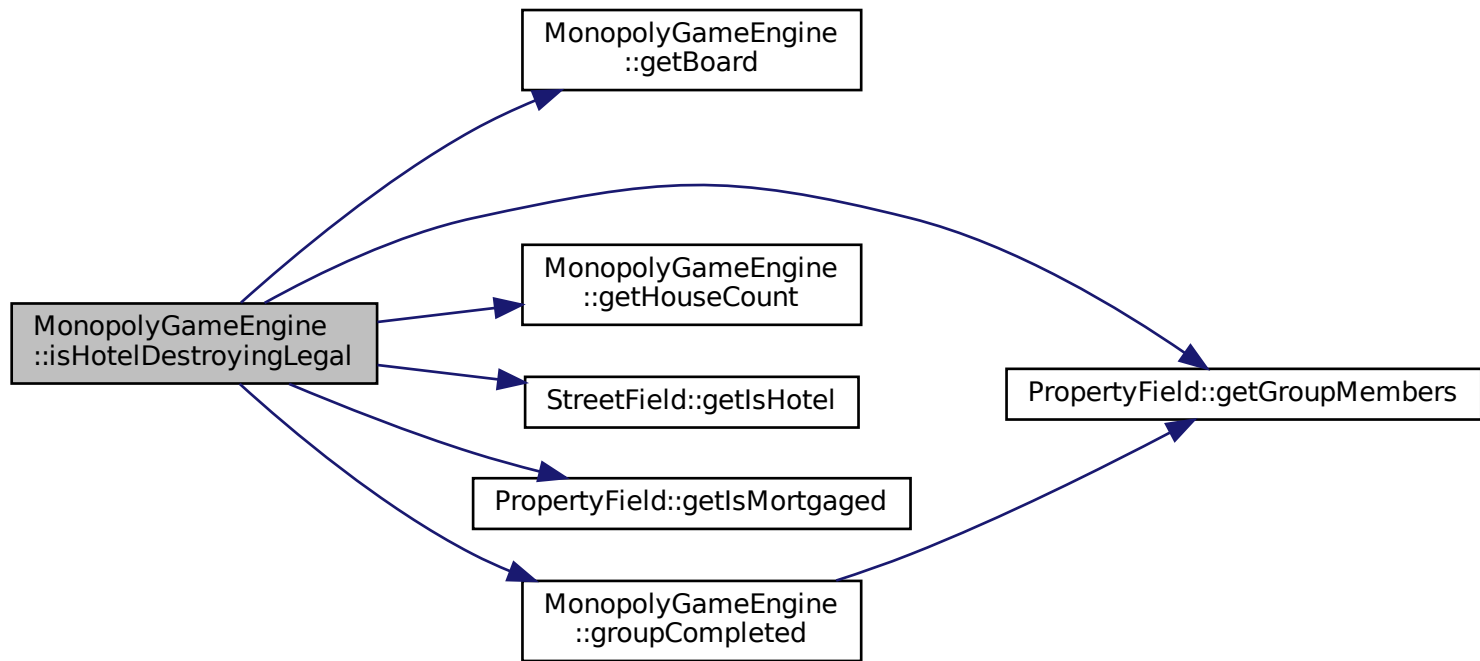 MonopolyGameEngine
::isHotelDestroyingLegal
MonopolyGameEngine
::getBoard
MonopolyGameEngine
::getHouseCount
StreetField::getIsHotel
PropertyField::getIsMortgaged
MonopolyGameEngine
::groupCompleted
PropertyField::getGroupMembers